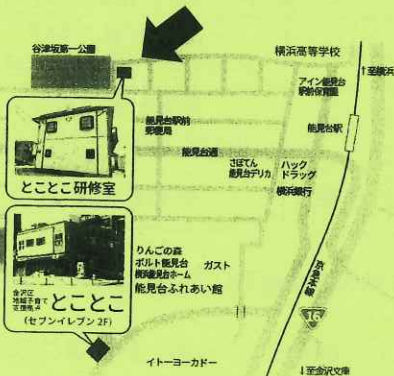 谷津坂第一公園
横浜高等学校
↑至横浜
アイン能見台
駅前保育園
能見台駅前
郵便局
能見台駅
能見台通
さぼてん
能見台デリカ
ハック
ドラッグ
横浜銀行
とことこ研修室
りんごの森
ポルト能見台
ガスト
横浜能見台ホーム
能見台ふれあい館
京急本線
金沢区
地域子育て
支援拠点
とことこ
(セブンイレブン 2F)
16
イトーヨーカドー
↓至金沢文庫